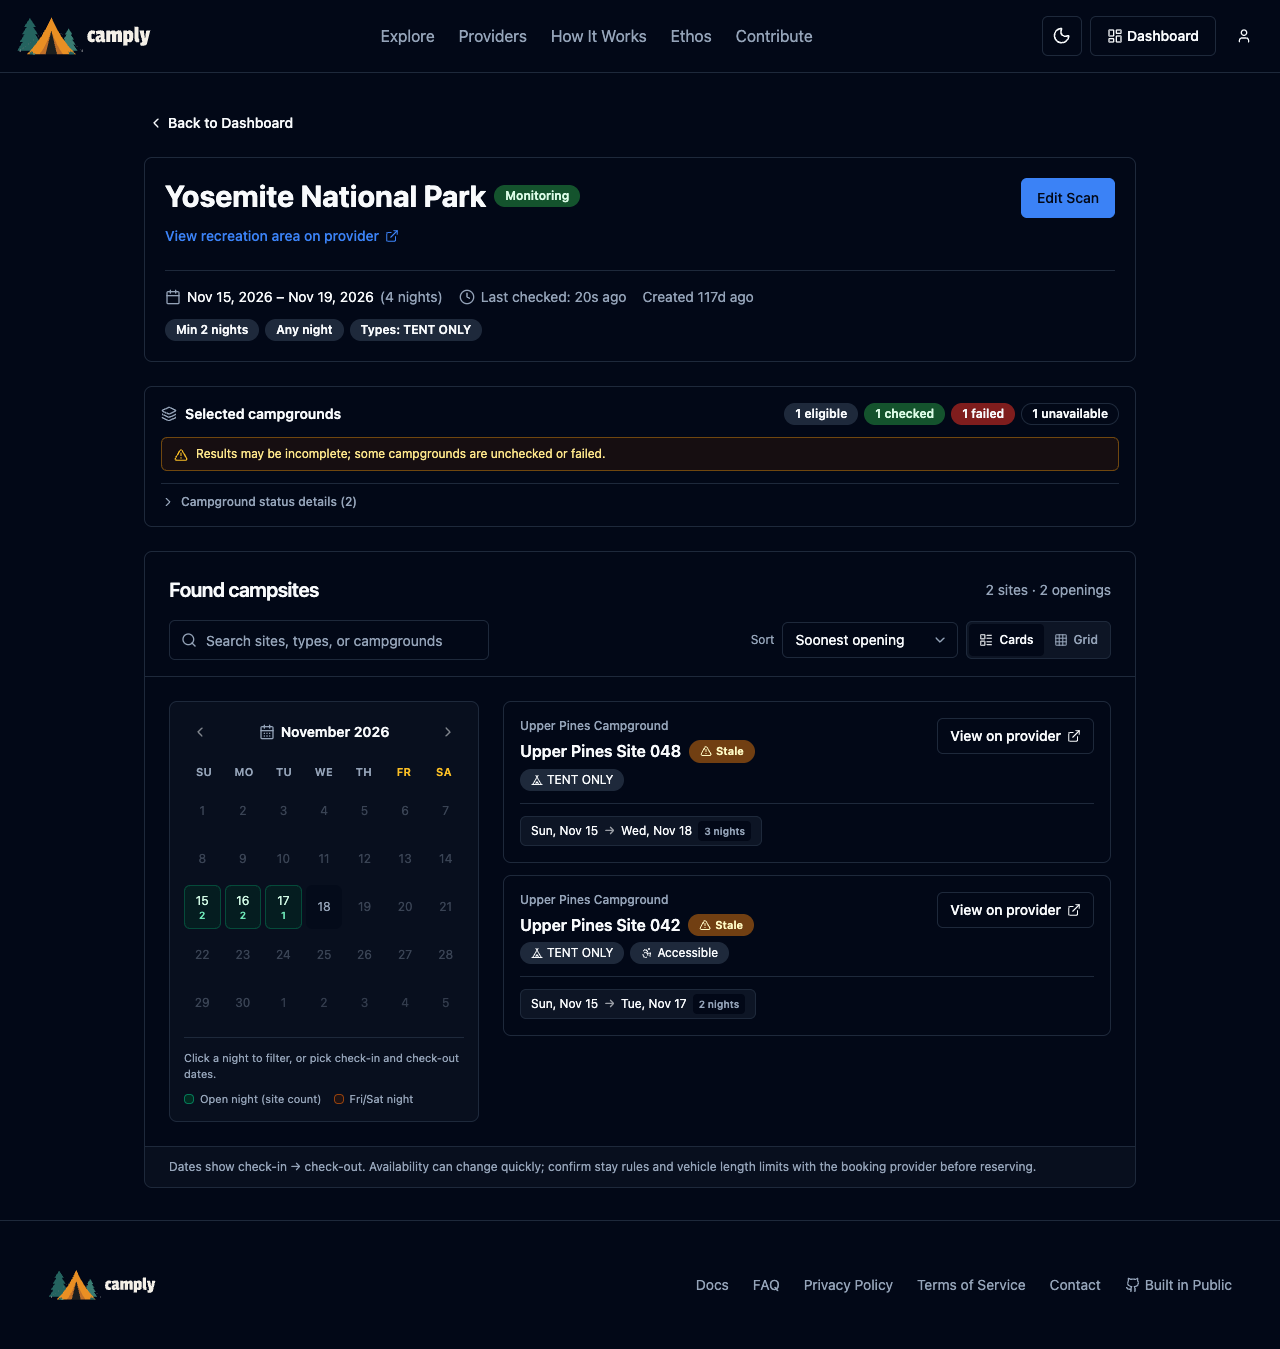 camply
Explore Providers How It Works Ethos Contribute
Dashboard
Back to Dashboard
Yosemite National Park Monitoring
Edit Scan
View recreation area on provider
Nov 15, 2026 – Nov 19, 2026 (4 nights) Last checked: 20s ago Created 117d ago
Min 2 nights Any night Types: TENT ONLY
Selected campgrounds
1 eligible 1 checked 1 failed 1 unavailable
Results may be incomplete; some campgrounds are unchecked or failed.
Campground status details (2)
Found campsites
2 sites · 2 openings
Search sites, types, or campgrounds
Sort Soonest opening Cards Grid
November 2026
SU MO TU WE TH FR SA
1 2 3 4 5 6 7
8 9 10 11 12 13 14
15 16 17 18 19 20 21
2 2 1
22 23 24 25 26 27 28
29 30 1 2 3 4 5
Click a night to filter, or pick check-in and check-out
dates.
Open night (site count) Fri/Sat night
Upper Pines Campground
Upper Pines Site 048 Stale
View on provider
TENT ONLY
Sun, Nov 15 → Wed, Nov 18 3 nights
Upper Pines Campground
Upper Pines Site 042 Stale
View on provider
TENT ONLY Accessible
Sun, Nov 15 → Tue, Nov 17 2 nights
Dates show check-in → check-out. Availability can change quickly; confirm stay rules and vehicle length limits with the booking provider before reserving.
camply
Docs FAQ Privacy Policy Terms of Service Contact Built in Public